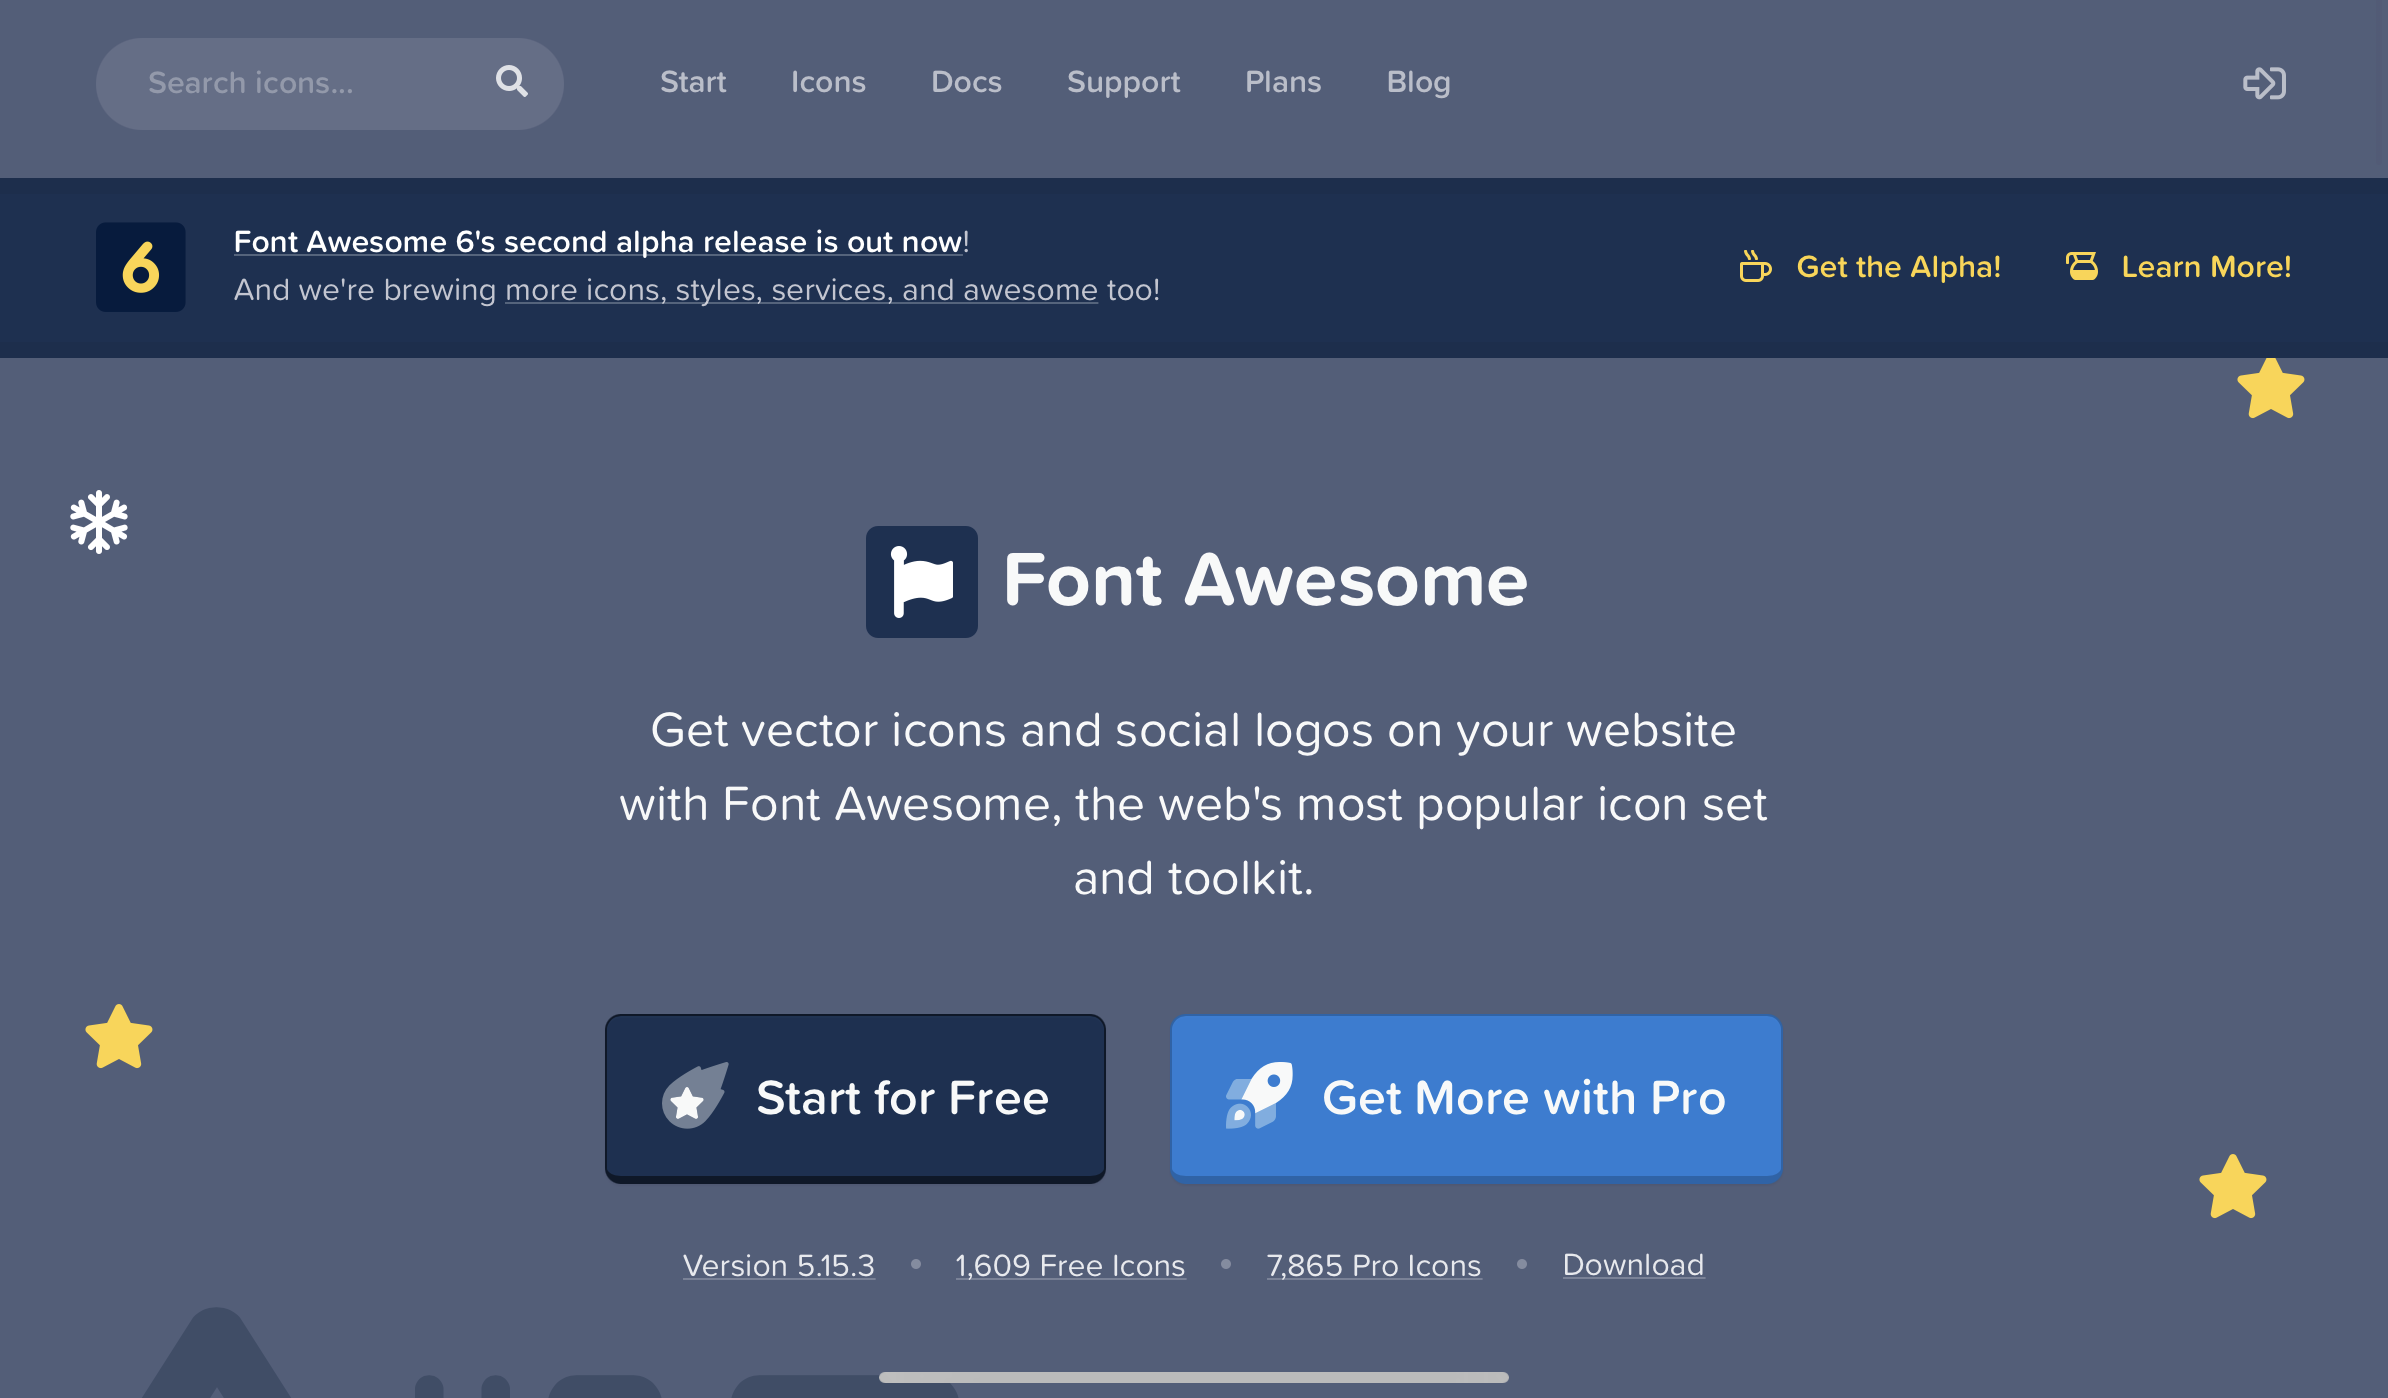 Search icons...
Start
Icons
Docs
Support
Plans
Blog
6
Font Awesome 6's second alpha release is out now!
And we're brewing more icons, styles, services, and awesome too!
Get the Alpha!
Learn More!
Font Awesome
Get vector icons and social logos on your website
with Font Awesome, the web's most popular icon set
and toolkit.
Start for Free
Get More with Pro
Version 5.15.3
1,609 Free Icons
7,865 Pro Icons
Download